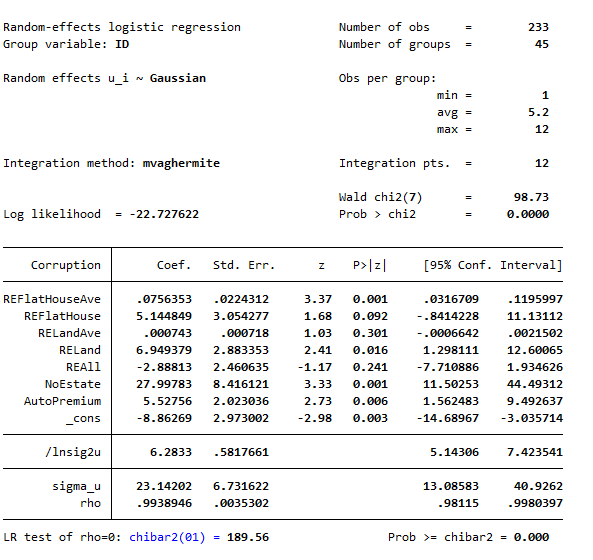 Random-effects logistic regression Number of obs = 233
Group variable: ID Number of groups = 45
Random effects u_i ~ Gaussian Obs per group:
min = 1
avg = 5.2
max = 12
Integration method: mvaghermite Integration pts. = 12
Wald chi2(7) = 98.73
Log likelihood = -22.727622 Prob > chi2 = 0.0000
Corruption Coef. Std. Err. z P>|z| [95% Conf. Interval]
REFlatHouseAve .0756353 .0224312 3.37 0.001 .0316709 .1195997
REFlatHouse 5.144849 3.054277 1.68 0.092 -.8414228 11.13112
RELandAve .000743 .000718 1.03 0.301 -.0006642 .0021502
RELand 6.949379 2.883353 2.41 0.016 1.298111 12.60065
REAll -2.88813 2.460635 -1.17 0.241 -7.710886 1.934626
NoEstate 27.99783 8.416121 3.33 0.001 11.50253 44.49312
AutoPremium 5.52756 2.023036 2.73 0.006 1.562483 9.492637
_cons -8.86269 2.973002 -2.98 0.003 -14.68967 -3.035714
/lnsig2u 6.2833 .5817661 5.14306 7.423541
sigma_u 23.14202 6.731622 13.08583 40.9262
rho .9938946 .0035302 .98115 .9980397
LR test of rho=0: chibar2(01) = 189.56 Prob >= chibar2 = 0.000